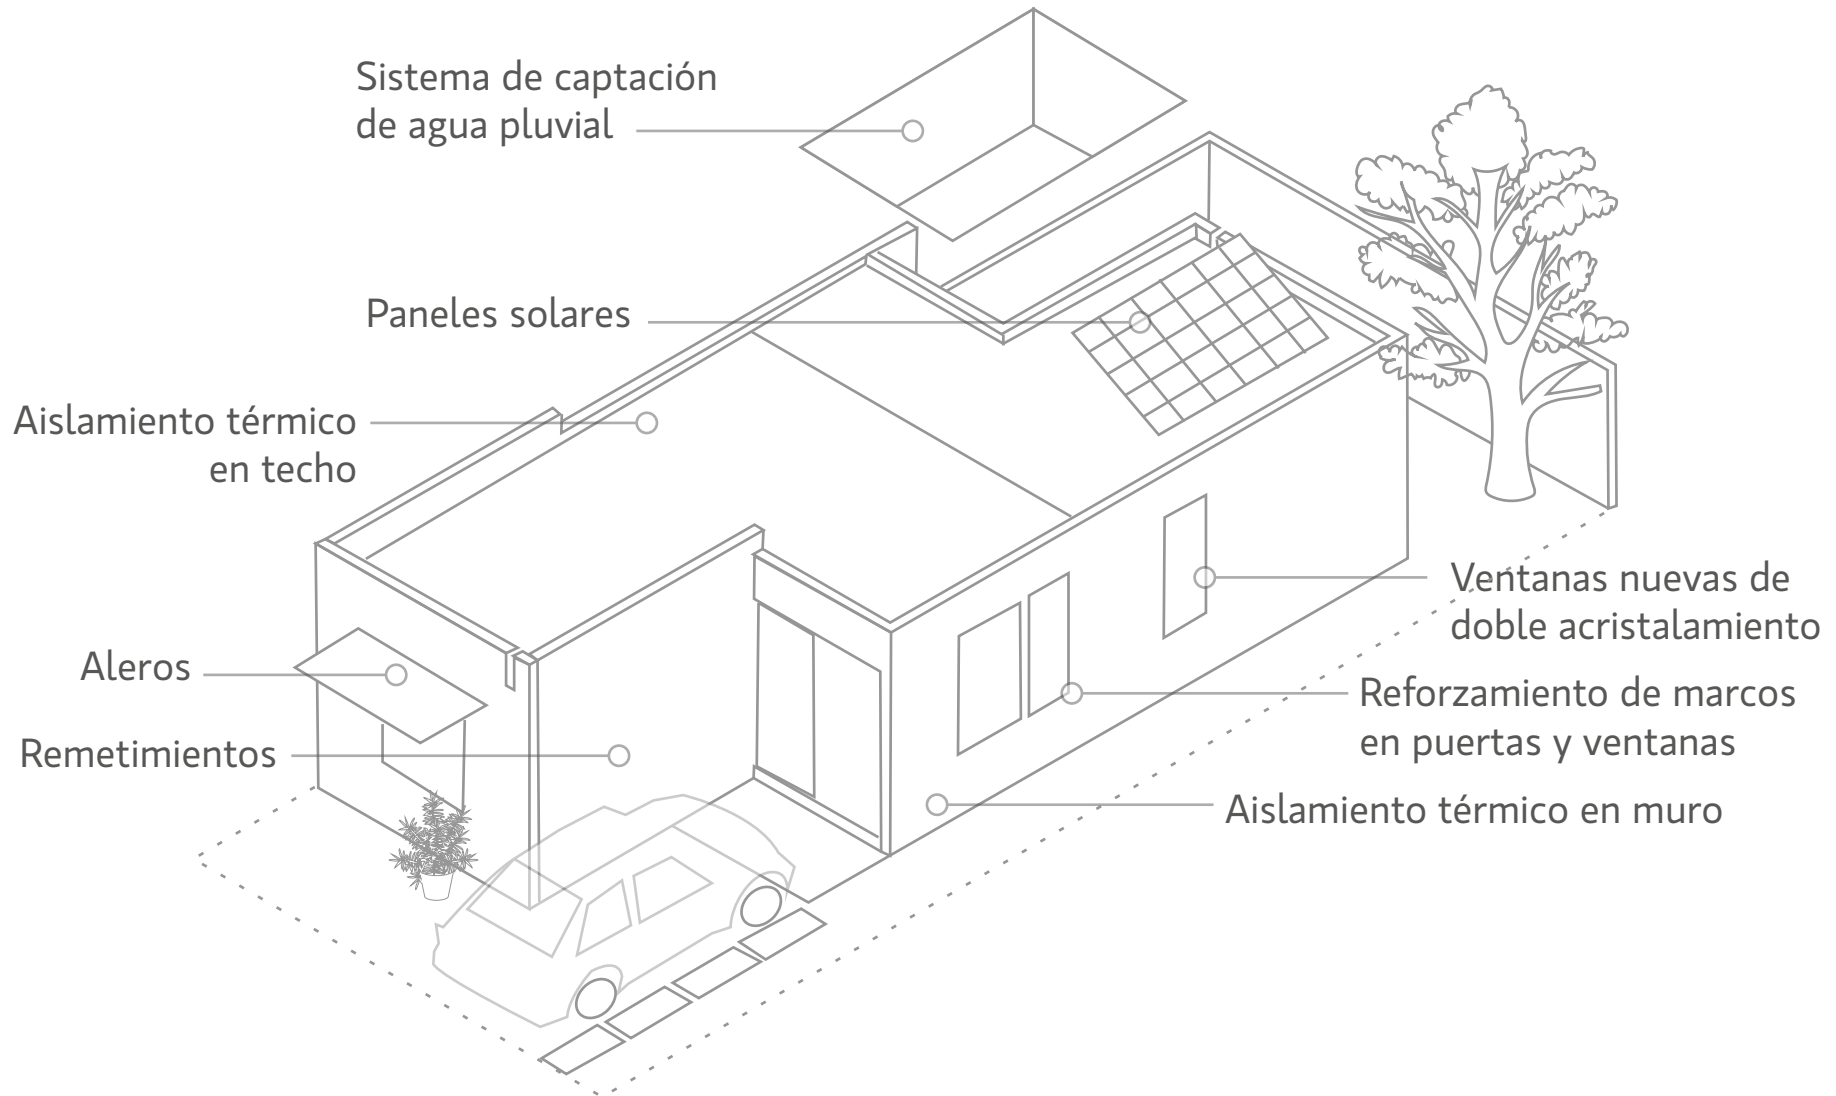 Sistema de captación
de agua pluvial
Paneles solares
Aislamiento térmico
en techo
Aleros
Remetimientos
Ventanas nuevas de
doble acristalamiento
Reforzamiento de marcos
en puertas y ventanas
Aislamiento térmico en muro